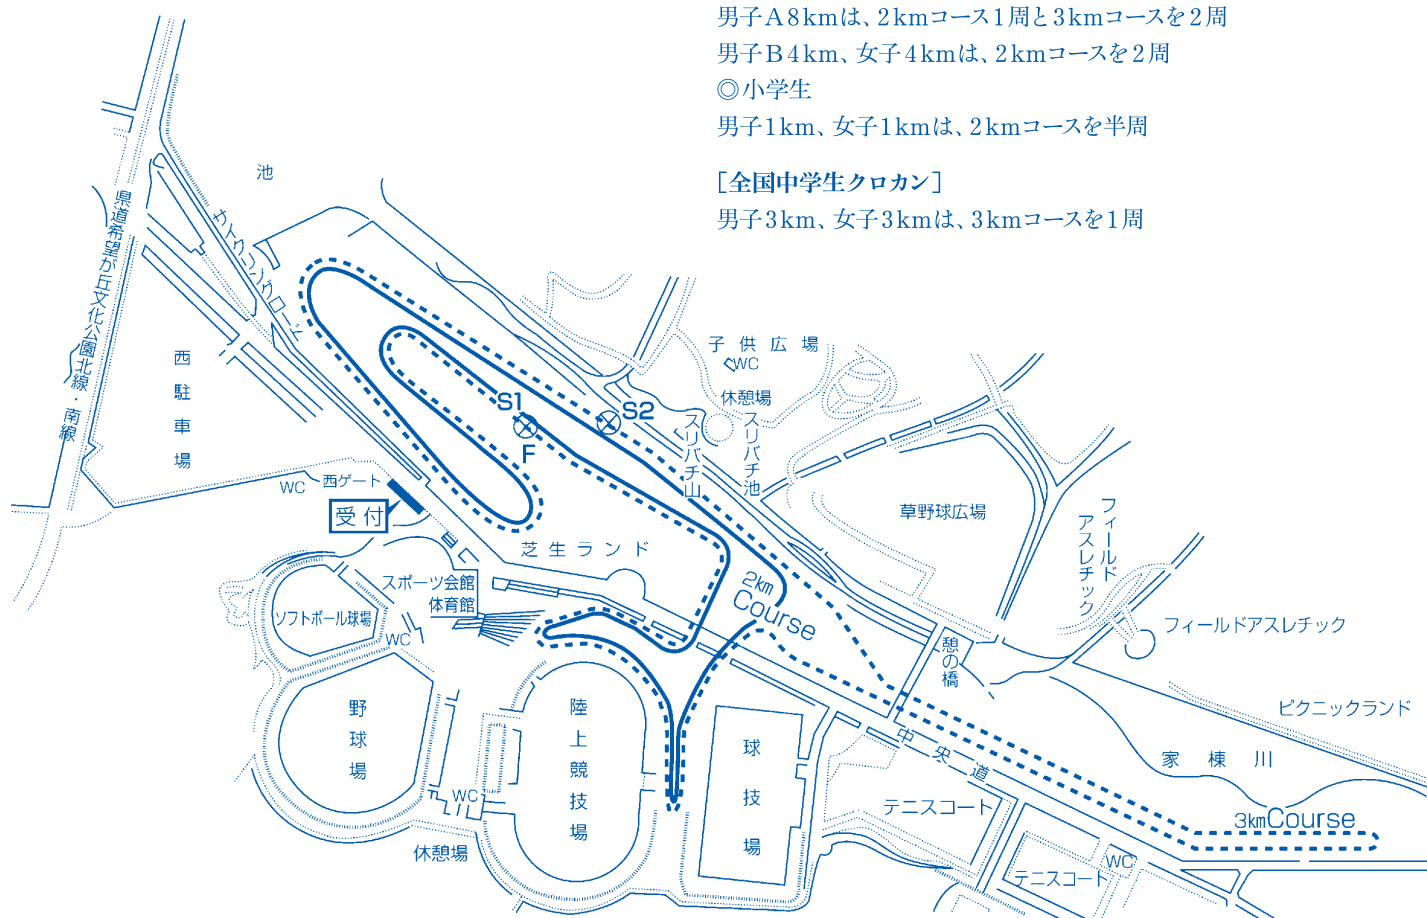 男子A8kmは、2kmコース1周と3kmコースを2周
男子B4km、女子4kmは、2kmコースを2周
◎小学生
男子1km、女子1kmは、2kmコースを半周
［全国中学生クロカン］
男子3km、女子3kmは、3kmコースを1周
池
県道希望が丘文化公園北線・南線
サイクリングロード
西駐車場
子供広場
WC
休憩場
S1
S2
F
スリバチ山
スリバチ池
WC
西ゲート
受付
草野球広場
フィールドアスレチック
芝生ランド
2km Course
スポーツ会館
体育館
ソフトボール球場
WC
憩の橋
フィールドアスレチック
ピクニックランド
野球場
陸上競技場
球技場
中央道
家棟川
WC
テニスコート
3km Course
休憩場
WC
テニスコート